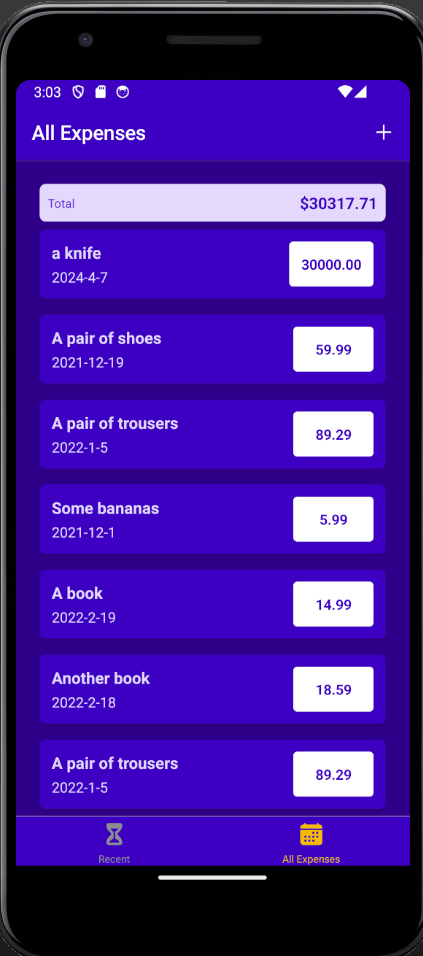 3:03
All Expenses
Total $30317.71
a knife
2024-4-7
30000.00
A pair of shoes
2021-12-19
59.99
A pair of trousers
2022-1-5
89.29
Some bananas
2021-12-1
5.99
A book
2022-2-19
14.99
Another book
2022-2-18
18.59
A pair of trousers
2022-1-5
89.29
Recent All Expenses